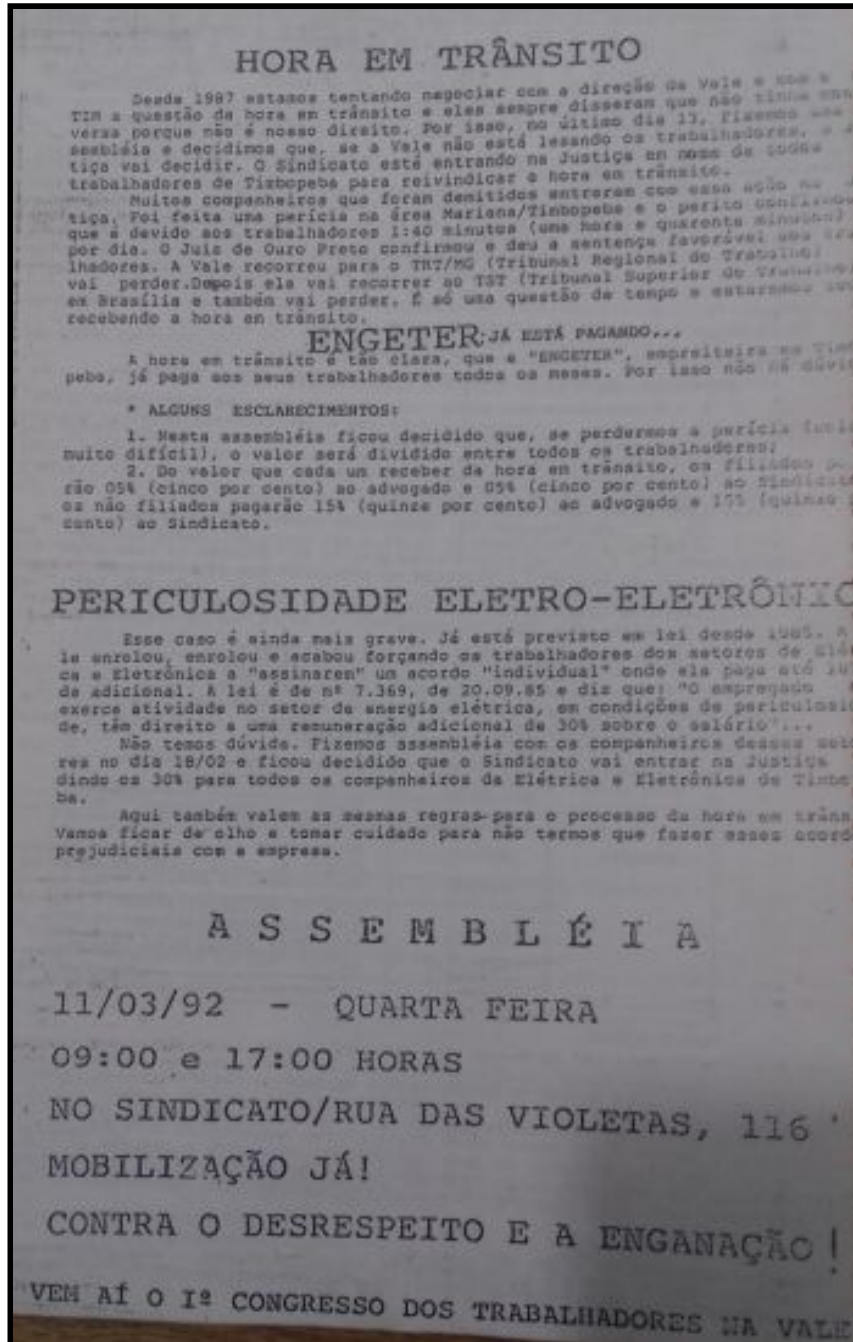 HORA EM TRÂNSITO
Desde 1987 estamos tentando negociar com a direção da Vale e com a
TIM a questão da hora em trânsito e eles sempre disseram que não tinha
versa porque não é nosso direito. Por isso, no último dia 13, fizemos uma
sembléia e decidimos que, se a Vale não está lesando os trabalhadores, a
tiça vai decidir. O Sindicato está entrando na Justiça em nome de todos
trabalhadores de Timbopeba para reivindicar a hora em trânsito.
Muitos companheiros que foram demitidos entraram com essa ação na
tiça. Foi feita uma perícia na área Mariana/Timbopeba e o perito confirmou
que é devido aos trabalhadores 1:40 minutos (uma hora e quarenta minutos)
por dia. O Juiz de Ouro Preto confirmou e deu a sentença favorável aos
lhadores. A Vale recorreu para o TRT/MG (Tribunal Regional do Trabalho)
vai perder.Depois ela vai recorrer ao TST (Tribunal Superior do Trabalho)
em Brasília e também vai perder. É só uma questão de tempo e estaremos
recebendo a hora em trânsito.
ENGETER:JÁ ESTÁ PAGANDO...
A hora em trânsito é tão clara, que a "ENGETER", empreiteira em
peba, já paga aos seus trabalhadores todos os meses. Por isso não há
* ALGUNS ESCLARECIMENTOS:
1. Nesta assembléia ficou decidido que, se perdermos a perícia
muito difícil), o valor será dividido entre todos os trabalhadores;
2. Do valor que cada um receber da hora em trânsito, os filiados
rão 05% (cinco por cento) ao advogado e 05% (cinco por cento) ao Sindicato
os não filiados pagarão 15% (quinze por cento) ao advogado e 15% (quinze
cento) ao Sindicato.
PERICULOSIDADE ELETRO-ELETRÔNIC
Esse caso é ainda mais grave. Já está previsto em lei desde 1985. A
le enrolou, enrolou e acabou forçando os trabalhadores dos setores de
ca e Eletrônica a "assinarem" um acordo "individual" onde ela paga até
de adicional. A lei é de nº 7.369, de 20.09.85 e diz que: "O empregado
exerce atividade no setor de energia elétrica, em condições de periculosi
de, têm direito a uma remuneração adicional de 30% sobre o salário"...
Não temos dúvida. Fizemos assembléia com os companheiros desses seto
res no dia 18/02 e ficou decidido que o Sindicato vai entrar na Justiça
dindo os 30% para todos os companheiros da Elétrica e Eletrônica de Timbo
ba.
Aqui também valem as mesmas regras para o processo da hora em
Vamos ficar de olho e tomar cuidado para não termos que fazer esses acordo
prejudiciais com a empresa.
ASSEMBLÉIA
11/03/92 - QUARTA FEIRA
09:00 e 17:00 HORAS
NO SINDICATO/RUA DAS VIOLETAS, 116
MOBILIZAÇÃO JÁ!
CONTRA O DESRESPEITO E A ENGANAÇÃO!
VEM AÍ O Iº CONGRESSO DOS TRABALHADORES NA VALE